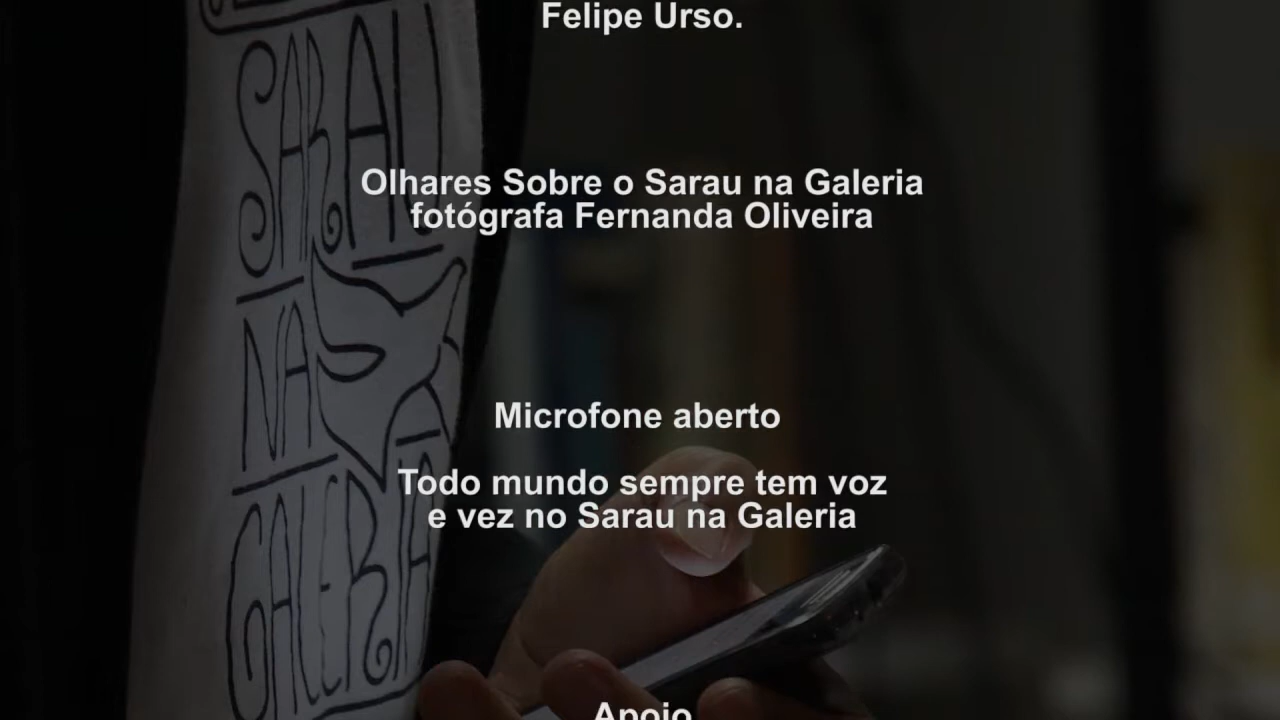 Felipe Urso.
Olhares Sobre o Sarau na Galeria
fotógrafa Fernanda Oliveira
Microfone aberto
Todo mundo sempre tem voz
e vez no Sarau na Galeria
Apoio
SARAU
NA
GALERIA